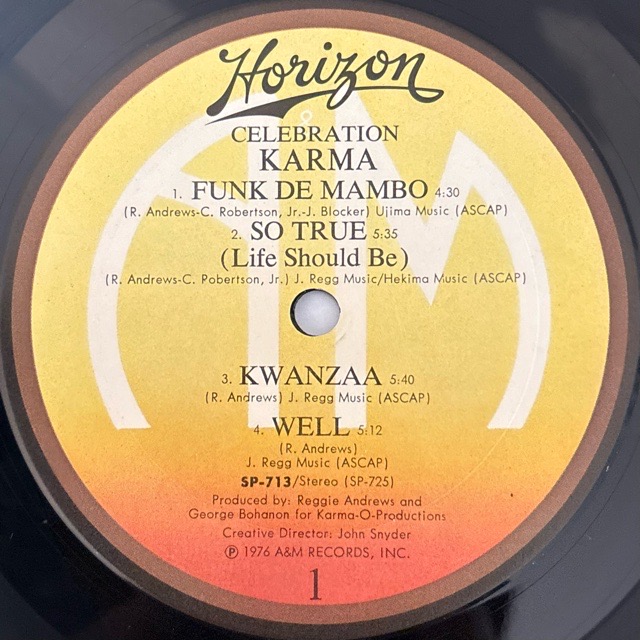 Horizon
CELEBRATION
KARMA
1. FUNK DE MAMBO 4:30
(R. Andrews-C. Robertson, Jr.-J. Blocker) Ujima Music (ASCAP)
2. SO TRUE 5:35
(Life Should Be)
(R. Andrews-C. Pobertson, Jr.) J. Regg Music/Hekima Music (ASCAP)
3. KWANZAA 5:40
(R. Andrews) J. Regg Music (ASCAP)
4. WELL 5:12
(R. Andrews)
J. Regg Music (ASCAP)
SP-713/Stereo (SP-725)
Produced by: Reggie Andrews and
George Bohanon for Karma-O-Productions
Creative Director: John Snyder
℗ 1976 A&M RECORDS, INC.
1